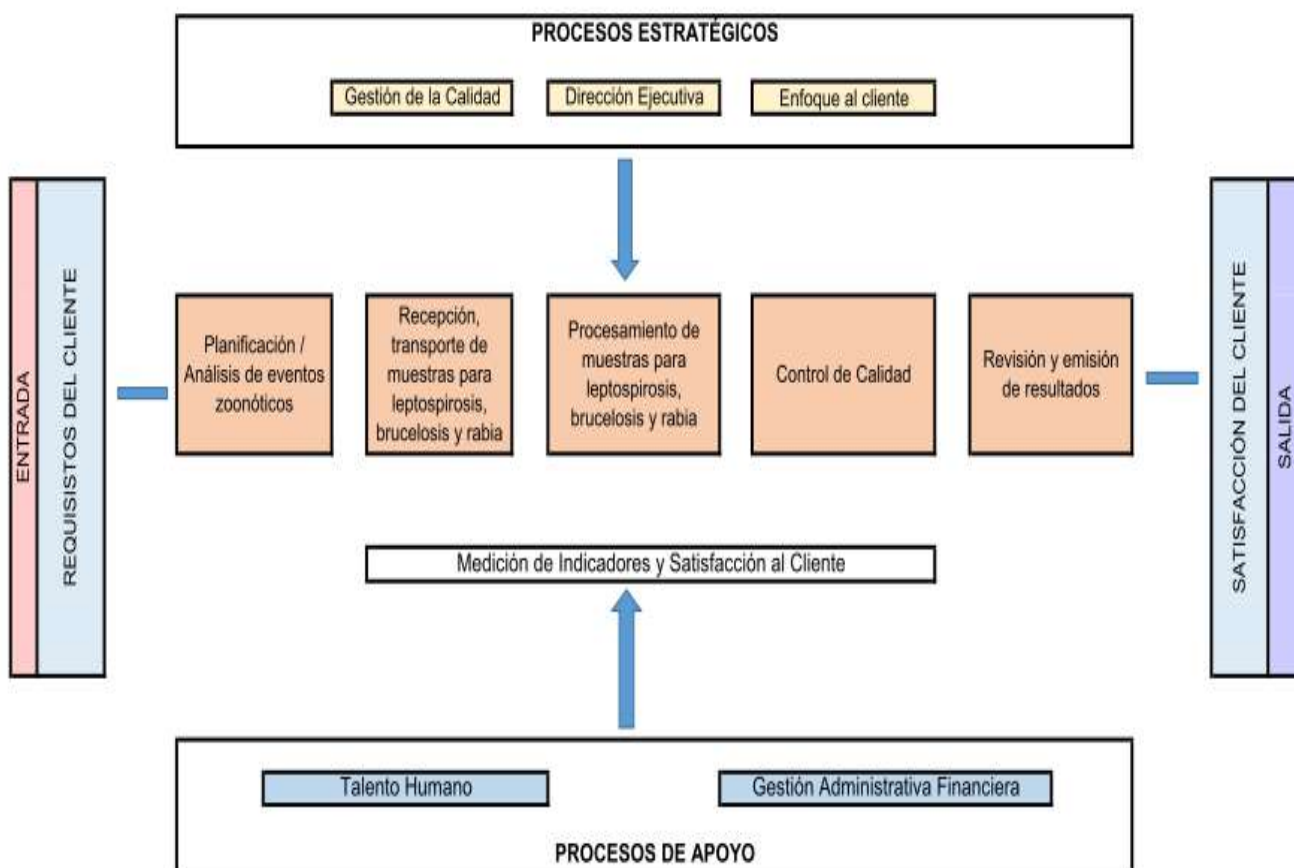 PROCESOS ESTRATÉGICOS
Gestión de la Calidad
Dirección Ejecutiva
Enfoque al cliente
ENTRADA
REQUISISTOS DEL CLIENTE
Planificación /
Análisis de eventos
zoonóticos
Recepción,
transporte de
muestras para
leptospirosis,
brucelosis y rabia
Procesamiento de
muestras para
leptospirosis,
brucelosis y rabia
Control de Calidad
Revisión y emisión
de resultados
SATISFACCIÓN DEL CLIENTE
SALIDA
Medición de Indicadores y Satisfacción al Cliente
Talento Humano
Gestión Administrativa Financiera
PROCESOS DE APOYO